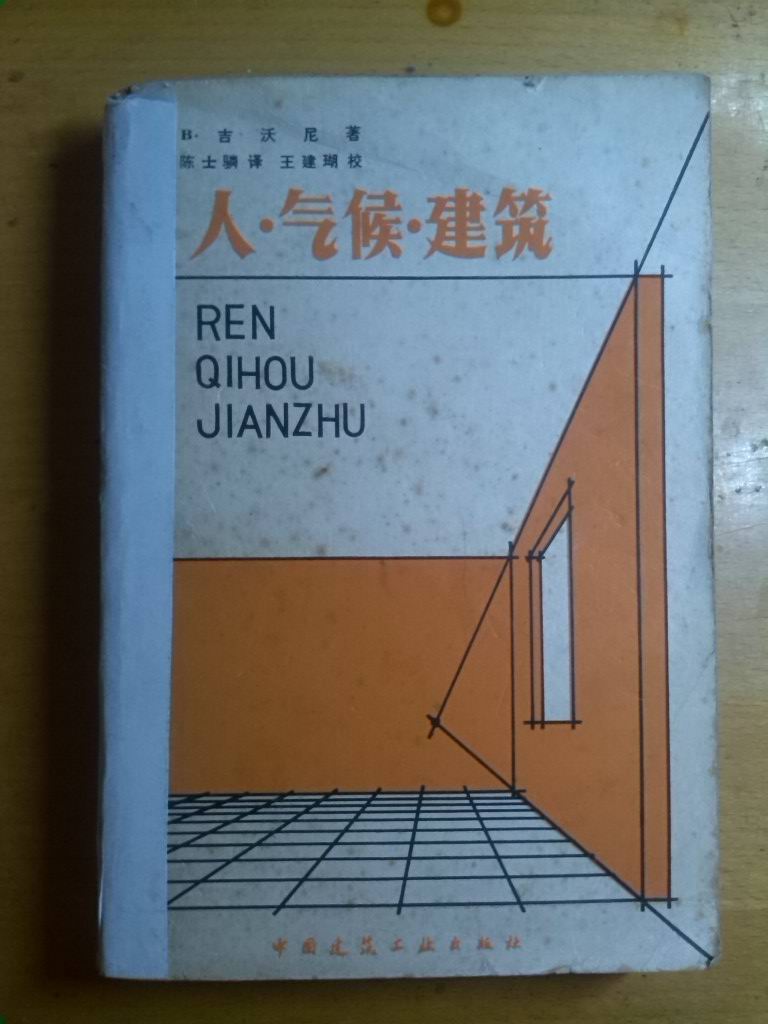 B·吉沃尼 著
陈士驎 译 王建瑚 校
人·气候·建筑
REN
QIHOU
JIANZHU
中国建筑工业出版社